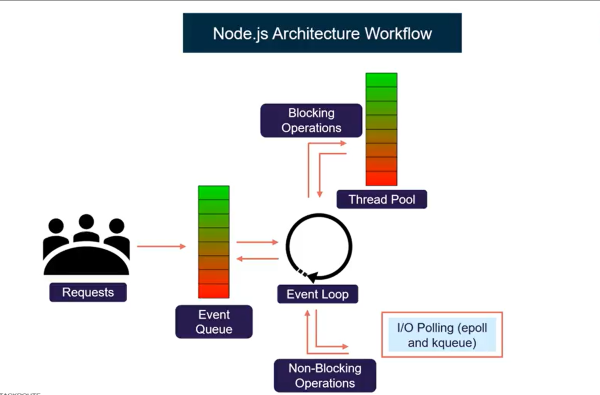 Node.js Architecture Workflow
Blocking
Operations
Thread Pool
Requests
Event
Queue
Event Loop
I/O Polling (epoll
and kqueue)
Non-Blocking
Operations